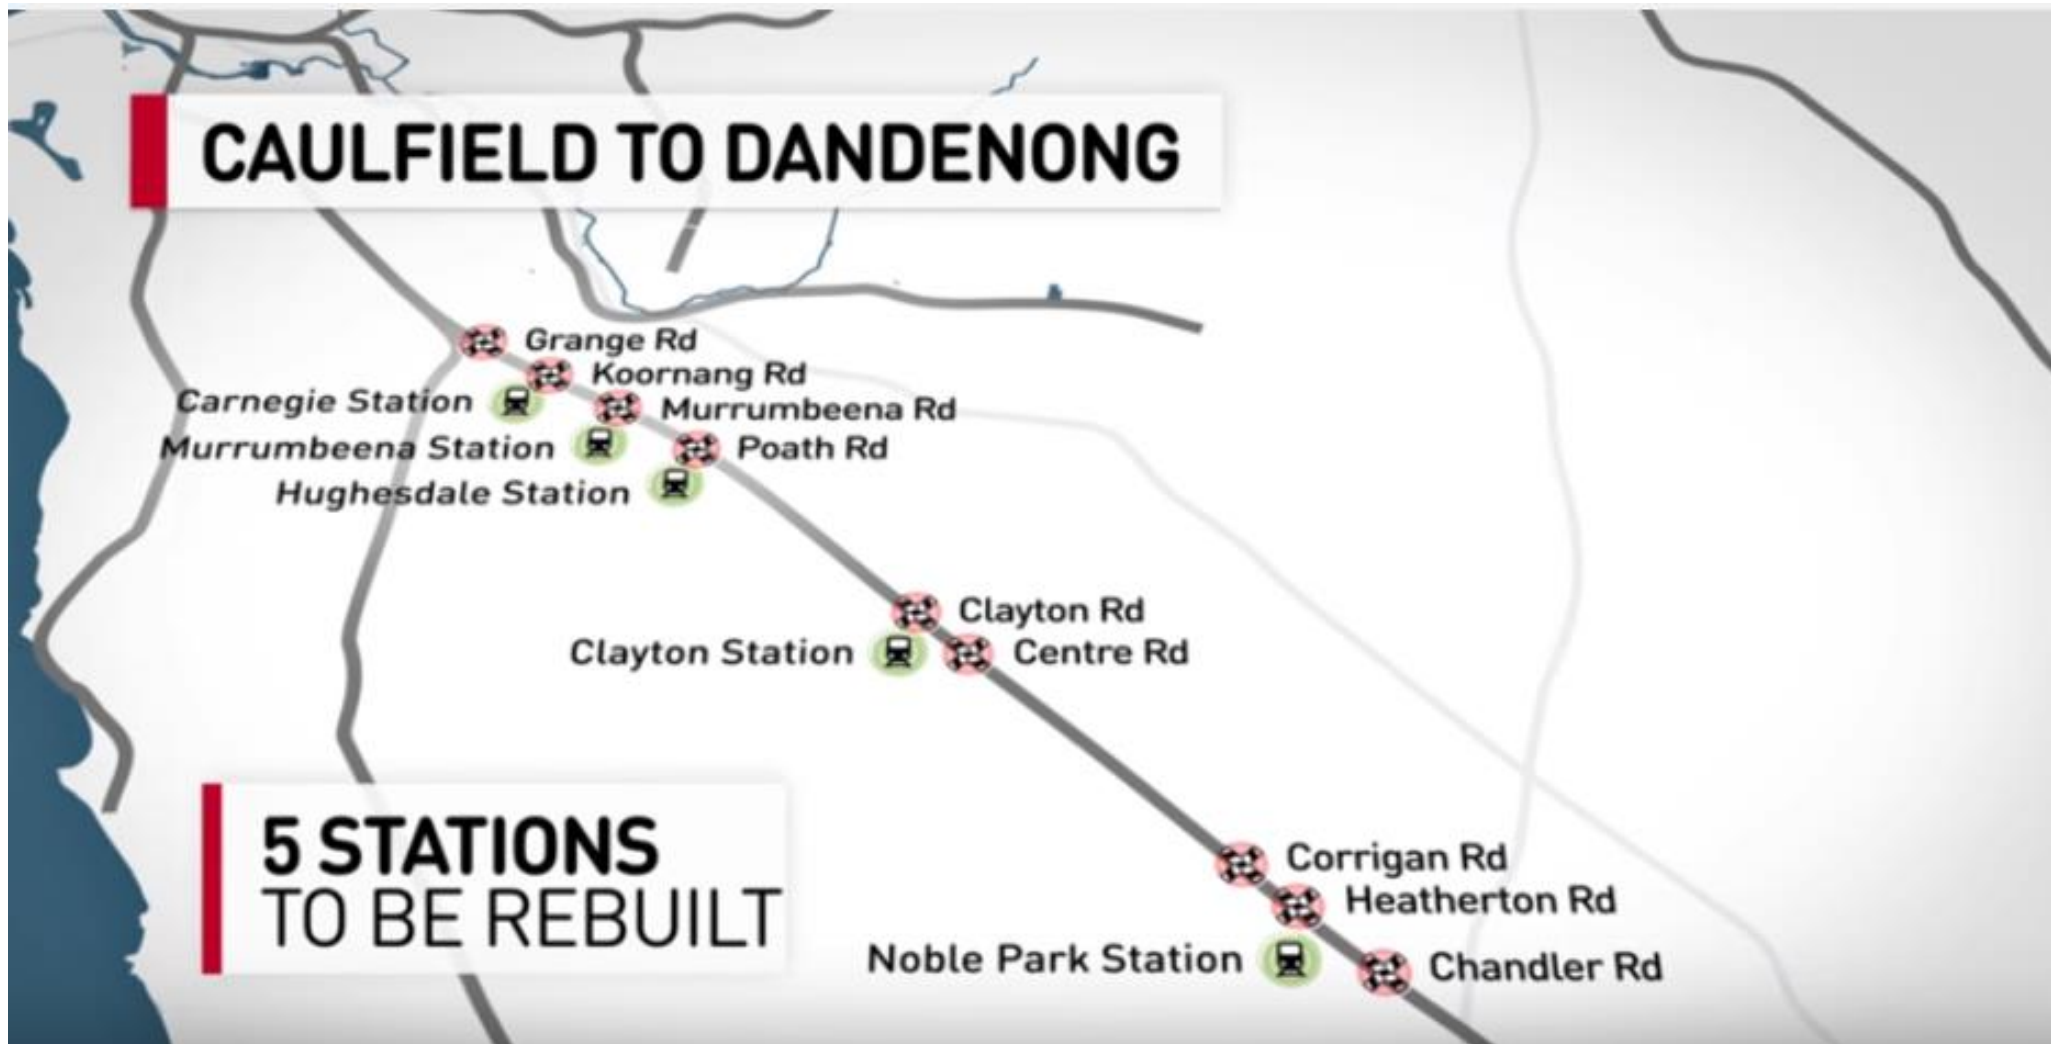 CAULFIELD TO DANDENONG
Grange Rd
Koornang Rd
Carnegie Station
Murrumbeena Rd
Murrumbeena Station
Poath Rd
Hughesdale Station
Clayton Rd
Clayton Station
Centre Rd
5 STATIONS
TO BE REBUILT
Corrigan Rd
Heatherton Rd
Noble Park Station
Chandler Rd